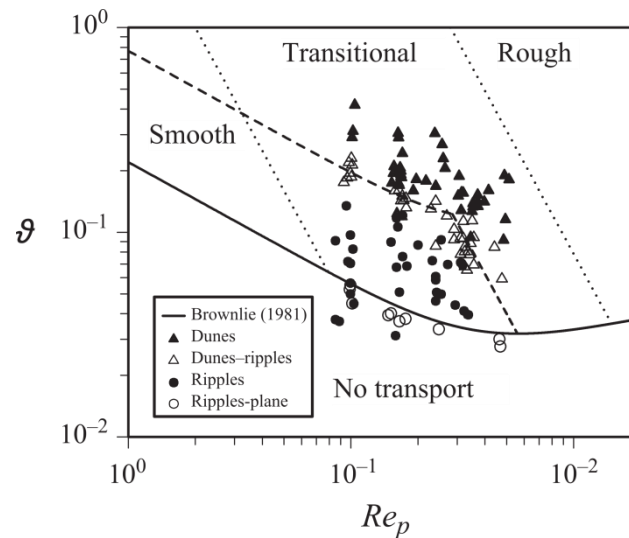 10^0
Transitional
Rough
Smooth
ϑ
10^–1
Brownlie (1981)
Dunes
Dunes–ripples
Ripples
Ripples-plane
No transport
10^–2
10^0
10^–1
10^–2
Re_p